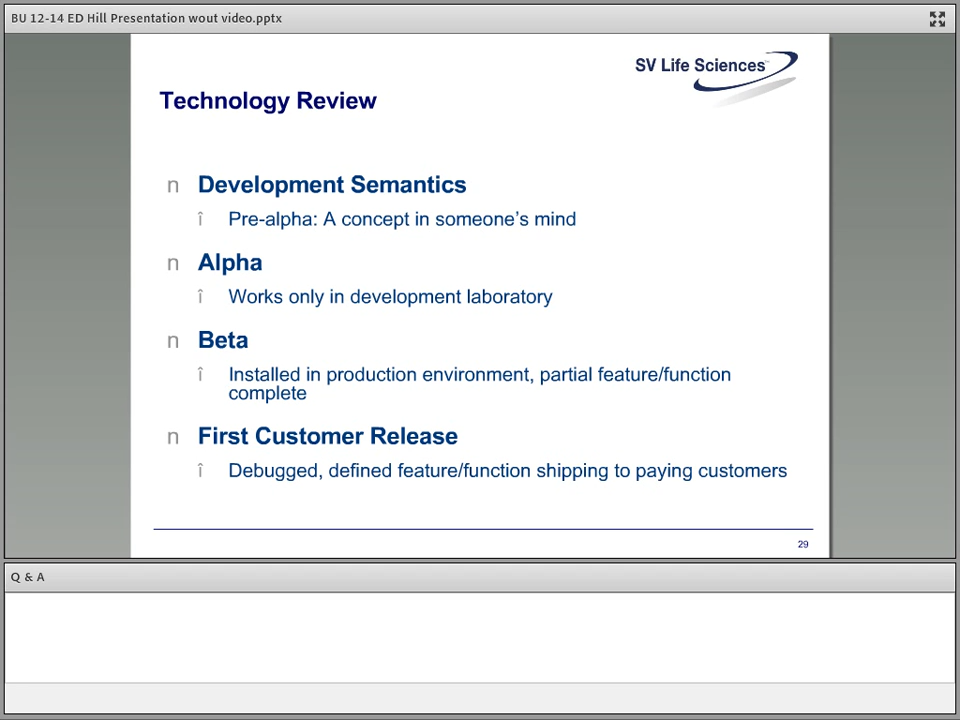 BU 12-14 ED Hill Presentation wout video.pptx
SV Life Sciences™
Technology Review
n Development Semantics
î Pre-alpha: A concept in someone’s mind
n Alpha
î Works only in development laboratory
n Beta
î Installed in production environment, partial feature/function
complete
n First Customer Release
î Debugged, defined feature/function shipping to paying customers
29
Q & A